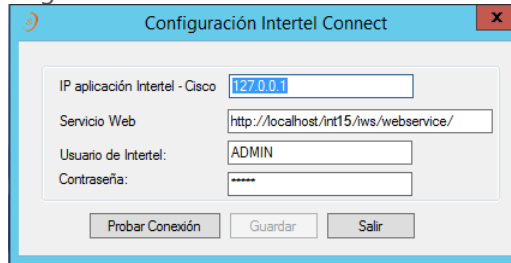 Configuración Intertel Connect
x
IP aplicación Intertel - Cisco 127.0.0.1
Servicio Web http://localhost/int15/iws/webservice/
Usuario de Intertel: ADMIN
Contraseña: *****
Probar Conexión Guardar Salir